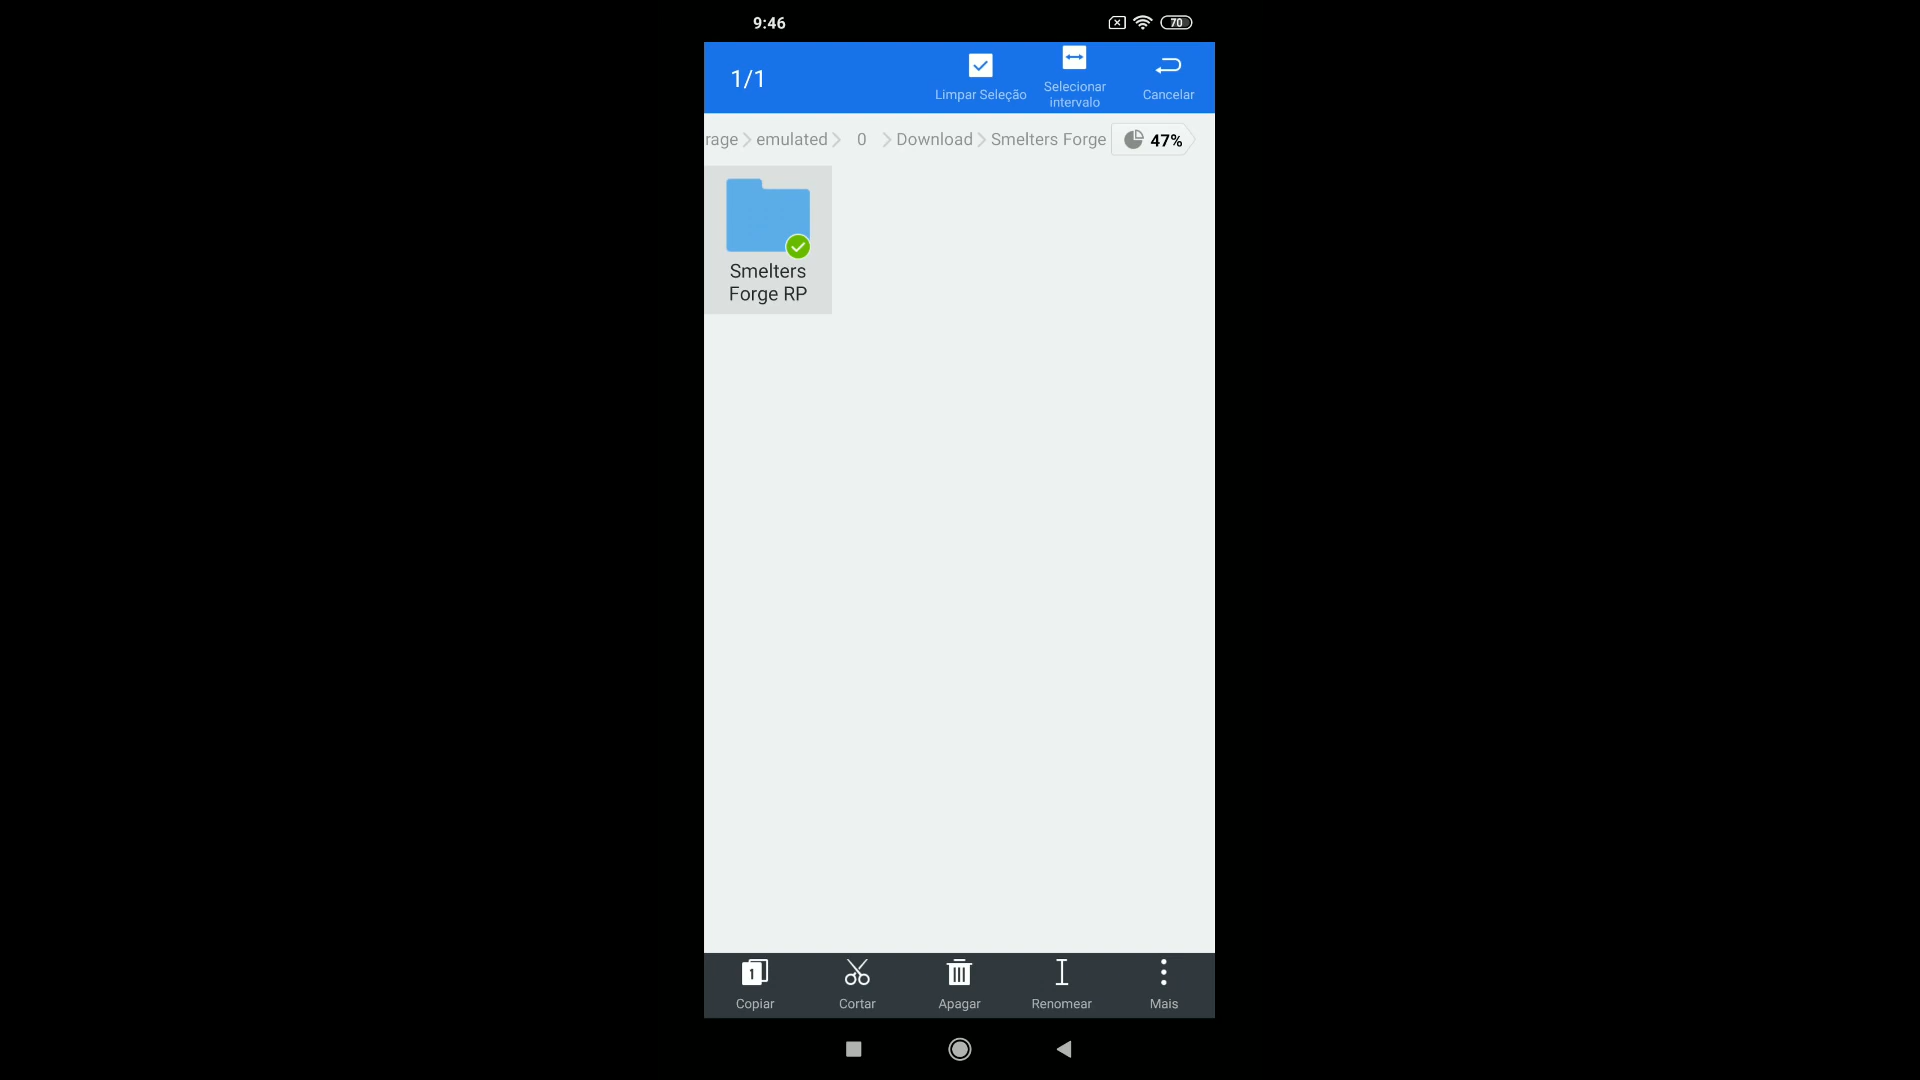 9:46
70
1/1
Limpar Seleção
Selecionar
intervalo
Cancelar
rage
emulated
0
Download
Smelters Forge
47%
Smelters
Forge RP
1
Copiar
Cortar
Apagar
Renomear
Mais